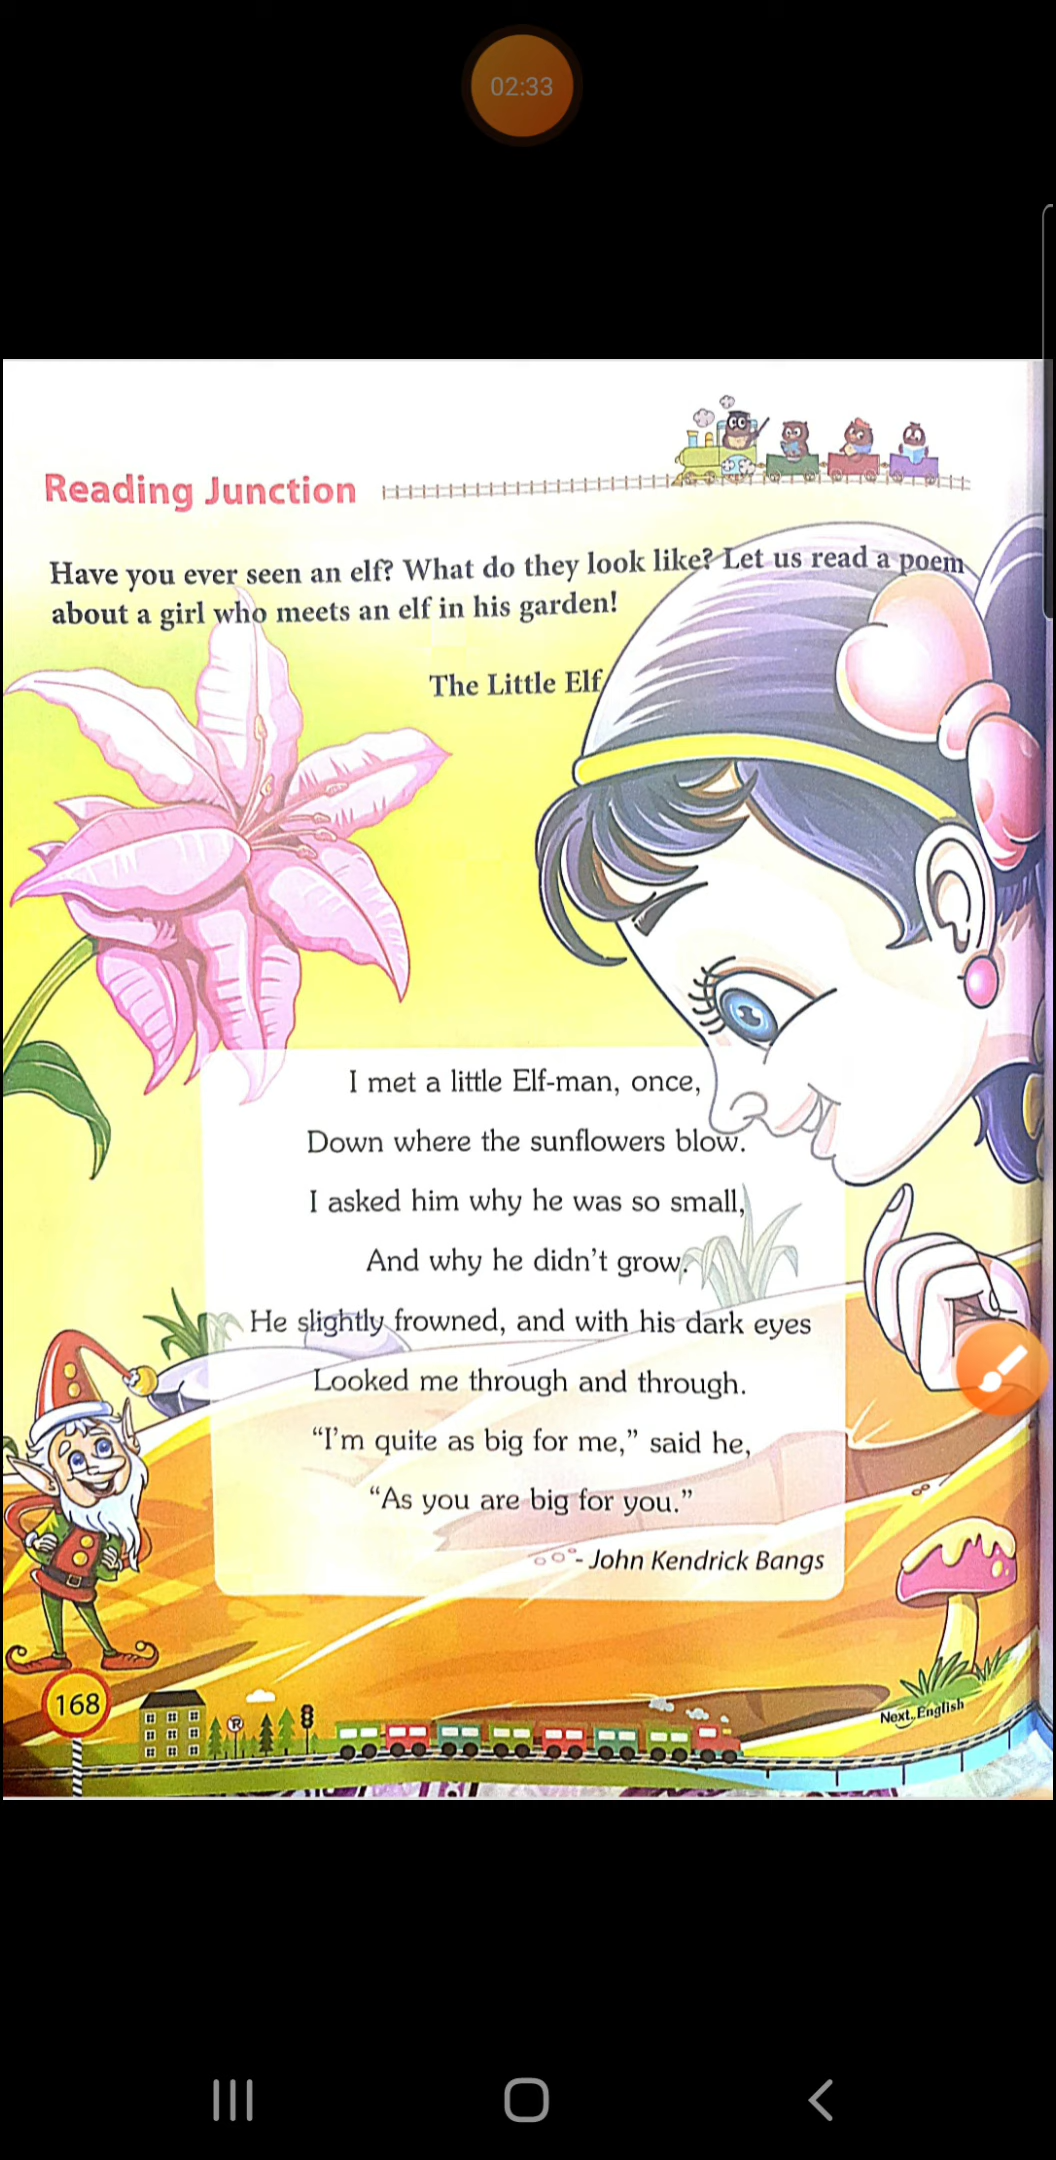 02:33
Reading Junction
Have you ever seen an elf? What do they look like? Let us read a poem
about a girl who meets an elf in his garden!
The Little Elf
I met a little Elf-man, once,
Down where the sunflowers blow.
I asked him why he was so small,
And why he didn't grow.
He slightly frowned, and with his dark eyes
Looked me through and through.
“I'm quite as big for me,” said he,
“As you are big for you.”
- John Kendrick Bangs
168
R
Next English